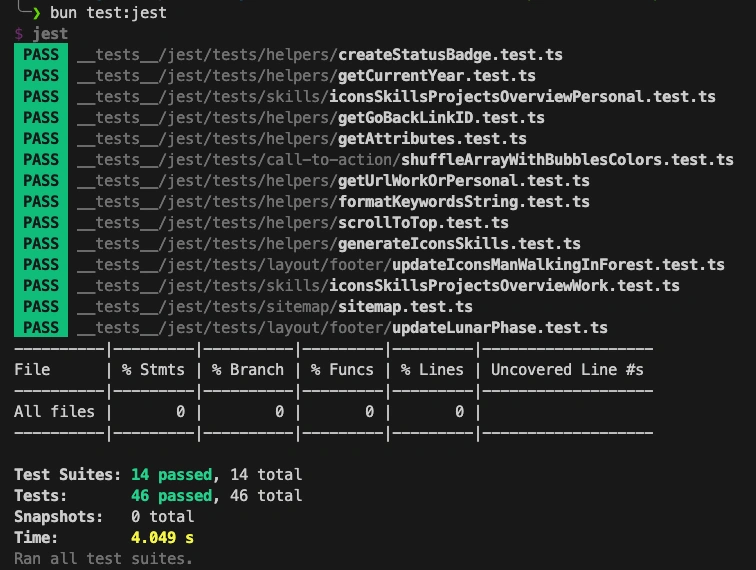 ❯ bun test:jest
$ jest
PASS __tests__/jest/tests/helpers/createStatusBadge.test.ts
PASS __tests__/jest/tests/helpers/getCurrentYear.test.ts
PASS __tests__/jest/tests/skills/iconsSkillsProjectsOverviewPersonal.test.ts
PASS __tests__/jest/tests/helpers/getGoBackLinkID.test.ts
PASS __tests__/jest/tests/helpers/getAttributes.test.ts
PASS __tests__/jest/tests/call-to-action/shuffleArrayWithBubblesColors.test.ts
PASS __tests__/jest/tests/helpers/getUrlWorkOrPersonal.test.ts
PASS __tests__/jest/tests/helpers/formatKeywordsString.test.ts
PASS __tests__/jest/tests/helpers/scrollToTop.test.ts
PASS __tests__/jest/tests/helpers/generateIconsSkills.test.ts
PASS __tests__/jest/tests/layout/footer/updateIconsManWalkingInForest.test.ts
PASS __tests__/jest/tests/skills/iconsSkillsProjectsOverviewWork.test.ts
PASS __tests__/jest/tests/sitemap/sitemap.test.ts
PASS __tests__/jest/tests/layout/footer/updateLunarPhase.test.ts
----------|---------|----------|---------|---------|-------------------
File      | % Stmts | % Branch | % Funcs | % Lines | Uncovered Line #s
----------|---------|----------|---------|---------|-------------------
All files |       0 |        0 |       0 |       0 |
----------|---------|----------|---------|---------|-------------------
Test Suites: 14 passed, 14 total
Tests:       46 passed, 46 total
Snapshots:   0 total
Time:        4.049 s
Ran all test suites.